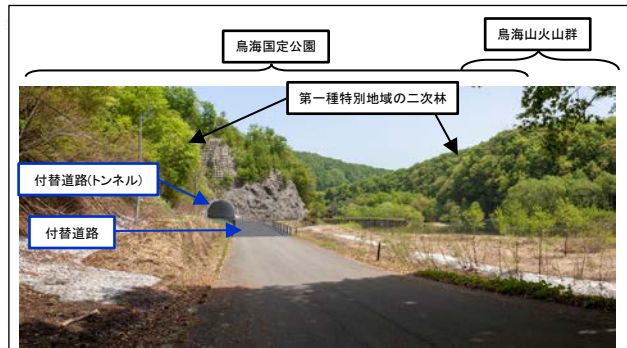 鳥海山火山群
鳥海国定公園
第一種特別地域の二次林
付替道路(トンネル)
付替道路